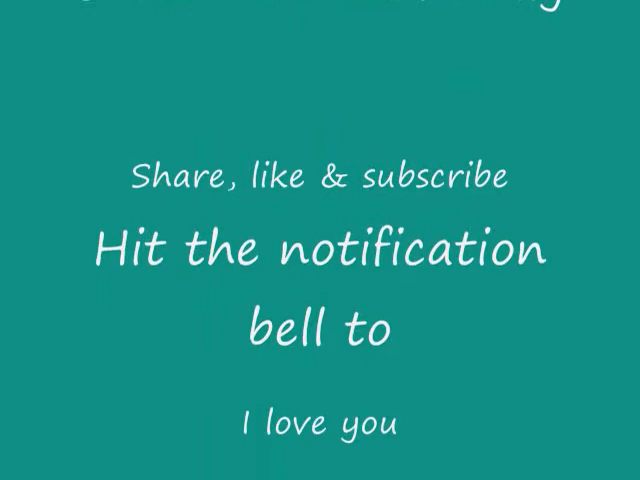 Share, like & subscribe
Hit the notification
bell to
I love you